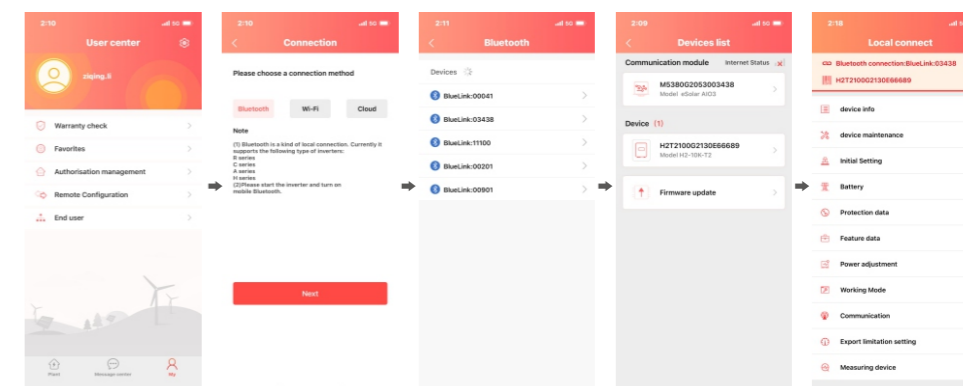 2:10
5G
User center
ziqing.li
Warranty check
Favorites
Authorisation management
Remote Configuration
End user
Plant
Message center
My
2:10
5G
Connection
Please choose a connection method
Bluetooth
Wi-Fi
Cloud
Note
(1) Bluetooth is a kind of local connection. Currently it
supports the following type of inverters:
R series
C series
A series
H series
(2)Please start the inverter and turn on
mobile Bluetooth.
Next
2:11
5G
Bluetooth
Devices
BlueLink:00041
BlueLink:03438
BlueLink:11100
BlueLink:00201
BlueLink:00901
2:09
5G
Devices list
Communication module Internet Status
M5380G2053003438
Model eSolar AIO3
Device (1)
H2T2100G2130E66689
Model H2-10K-T2
Firmware update
2:18
Local connect
Bluetooth connection:BlueLink:03438
H2T2100G2130E66689
device info
device maintenance
Initial Setting
Battery
Protection data
Feature data
Power adjustment
Working Mode
Communication
Export limitation setting
Measuring device